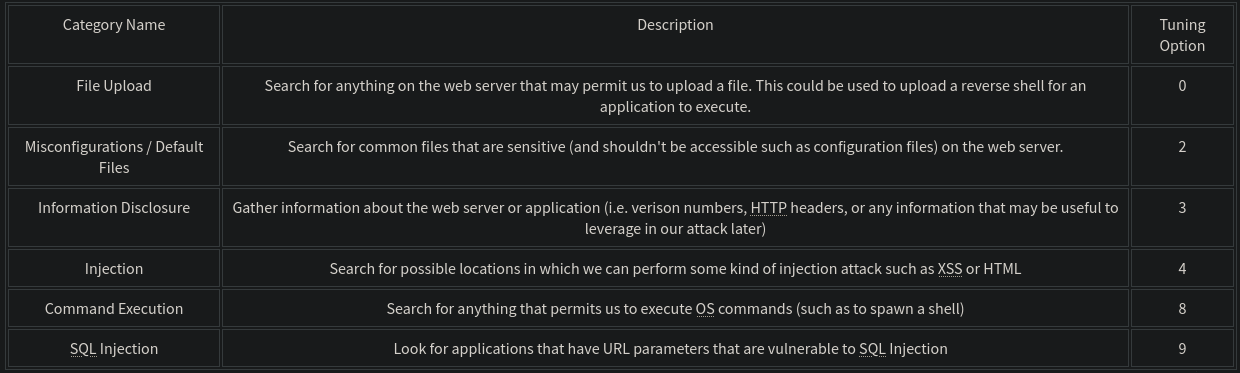 Category Name
Description
Tuning
Option
File Upload
Search for anything on the web server that may permit us to upload a file. This could be used to upload a reverse shell for an
application to execute.
0
Misconfigurations / Default
Files
Search for common files that are sensitive (and shouldn't be accessible such as configuration files) on the web server.
2
Information Disclosure
Gather information about the web server or application (i.e. verison numbers, HTTP headers, or any information that may be useful to
leverage in our attack later)
3
Injection
Search for possible locations in which we can perform some kind of injection attack such as XSS or HTML
4
Command Execution
Search for anything that permits us to execute OS commands (such as to spawn a shell)
8
SQL Injection
Look for applications that have URL parameters that are vulnerable to SQL Injection
9